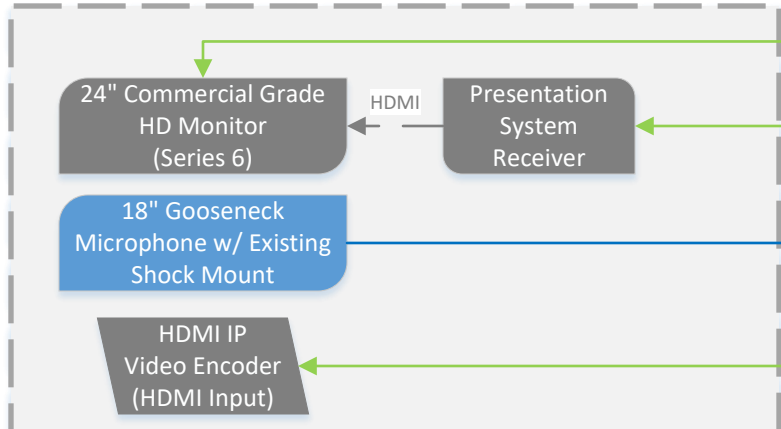 24" Commercial Grade
HD Monitor
(Series 6)
HDMI
Presentation
System
Receiver
18" Gooseneck
Microphone w/ Existing
Shock Mount
HDMI IP
Video Encoder
(HDMI Input)